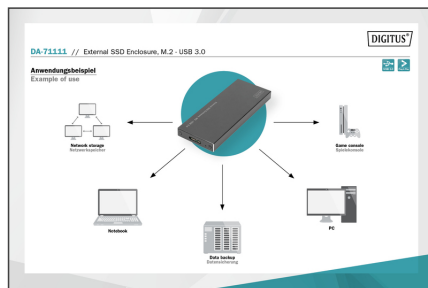 DIGITUS®
DA-71111 // External SSD Enclosure, M.2 - USB 3.0
Anwendungsbeispiel
Example of use
Network storage
Netzwerkspeicher
Game console
Spielekonsole
Notebook
Data backup
Datensicherung
PC